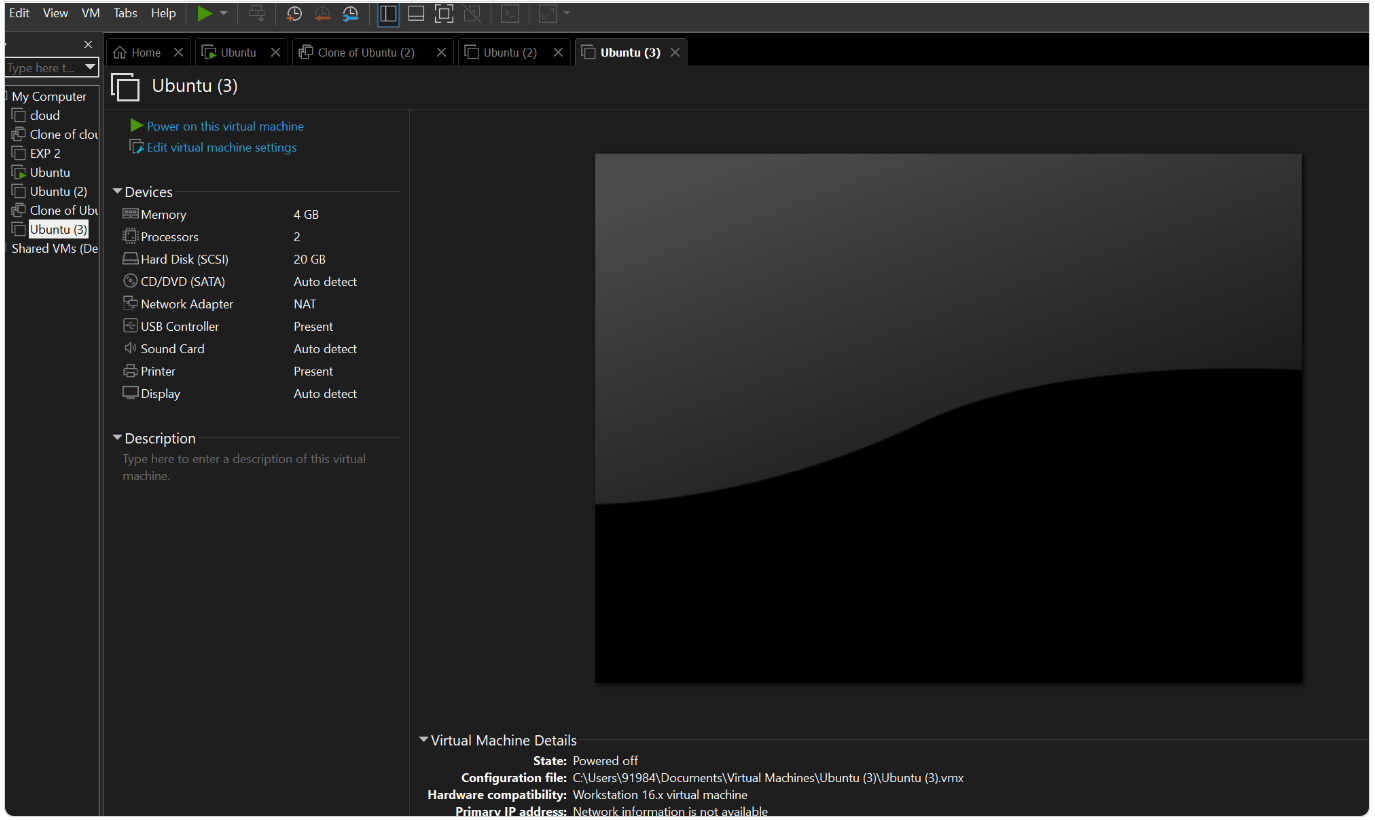 Edit View VM Tabs Help
Home Ubuntu Clone of Ubuntu (2) Ubuntu (2) Ubuntu (3)
Type here t...
My Computer
cloud
Clone of clou
EXP 2
Ubuntu
Ubuntu (2)
Clone of Ubu
Ubuntu (3)
Shared VMs (De
Ubuntu (3)
Power on this virtual machine
Edit virtual machine settings
Devices
Memory 4 GB
Processors 2
Hard Disk (SCSI) 20 GB
CD/DVD (SATA) Auto detect
Network Adapter NAT
USB Controller Present
Sound Card Auto detect
Printer Present
Display Auto detect
Description
Type here to enter a description of this virtual
machine.
Virtual Machine Details
State: Powered off
Configuration file: C:\Users\91984\Documents\Virtual Machines\Ubuntu (3)\Ubuntu (3).vmx
Hardware compatibility: Workstation 16.x virtual machine
Primary IP address: Network information is not available